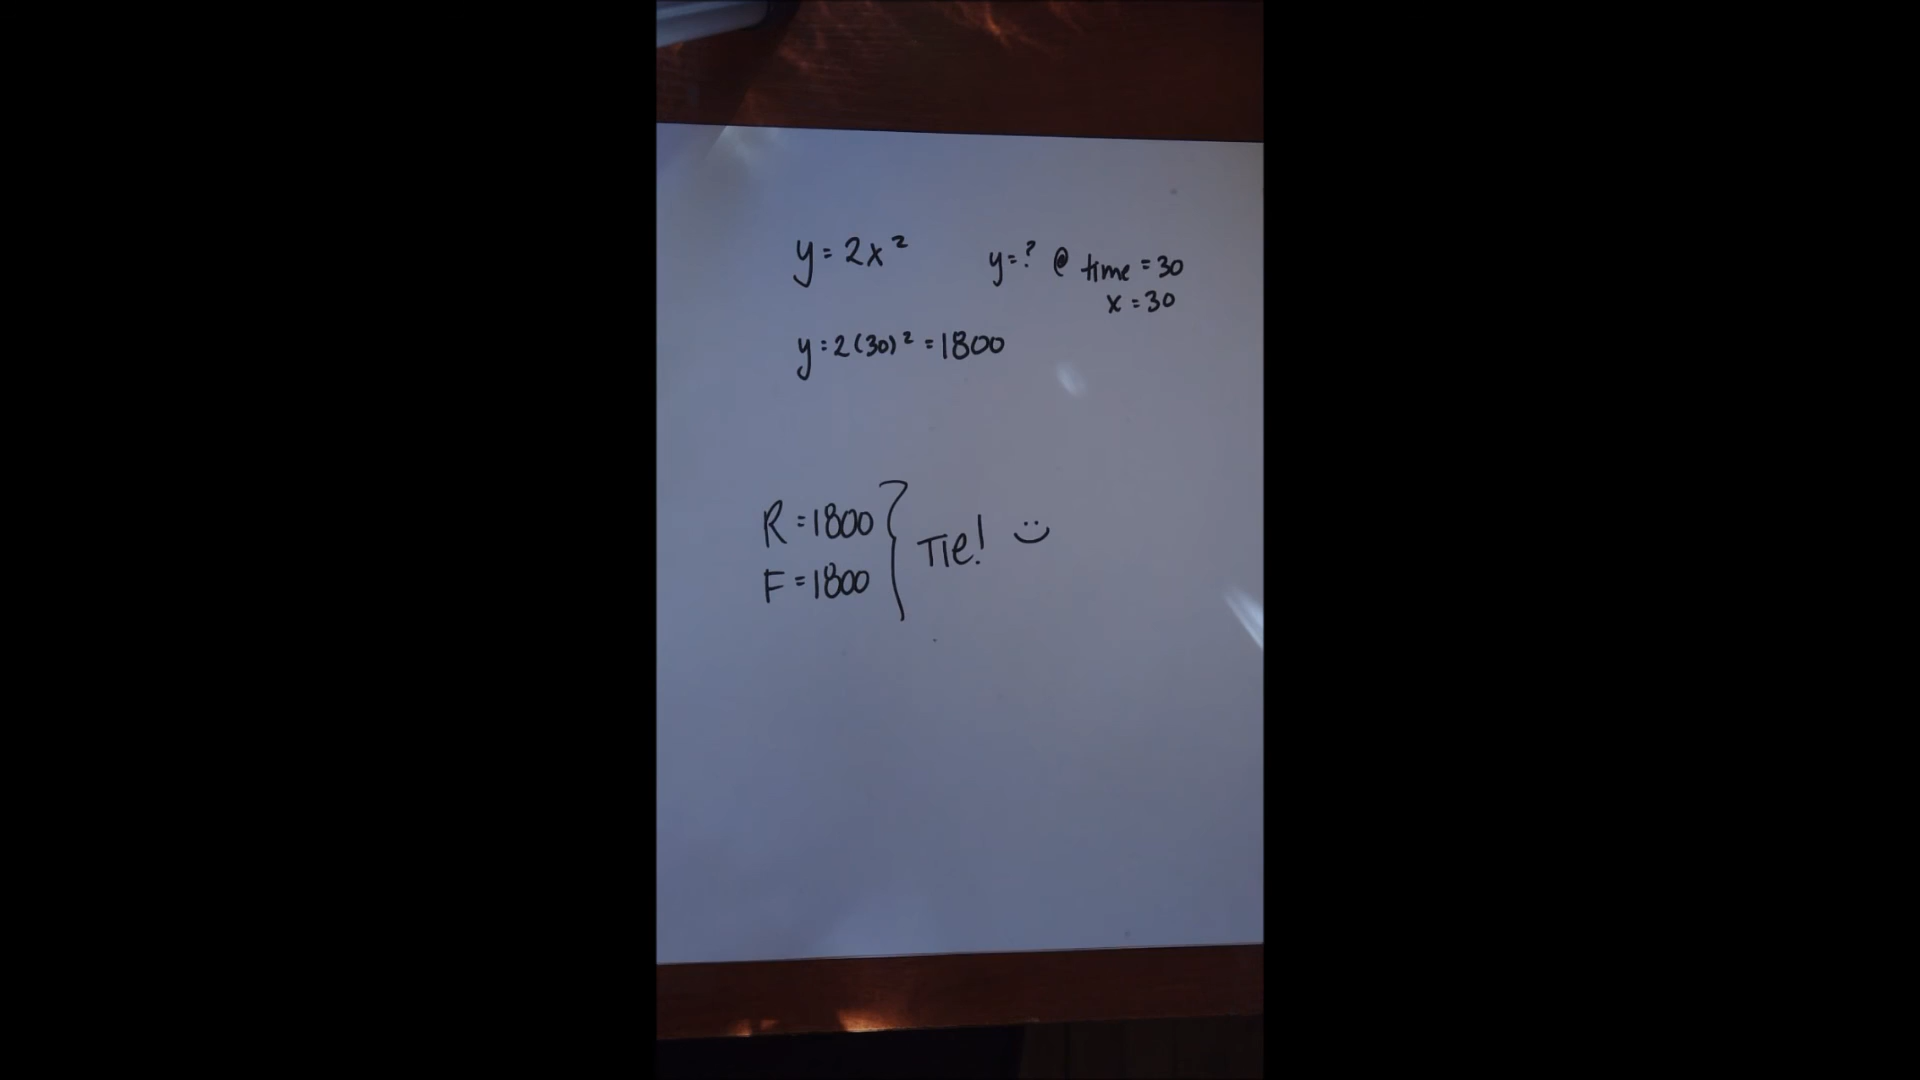 y = 2x²
y = ? @ time = 30
x = 30
y = 2(30)² = 1800
R = 1800
F = 1800
Tie! :)